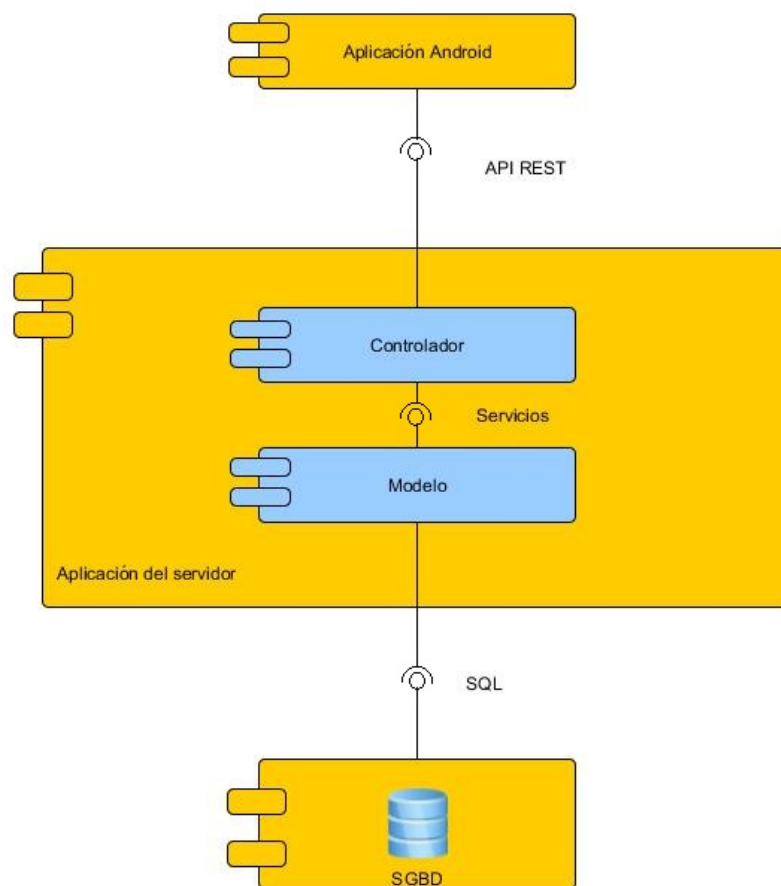 Aplicación Android
API REST
Controlador
Servicios
Modelo
Aplicación del servidor
SQL
SGBD